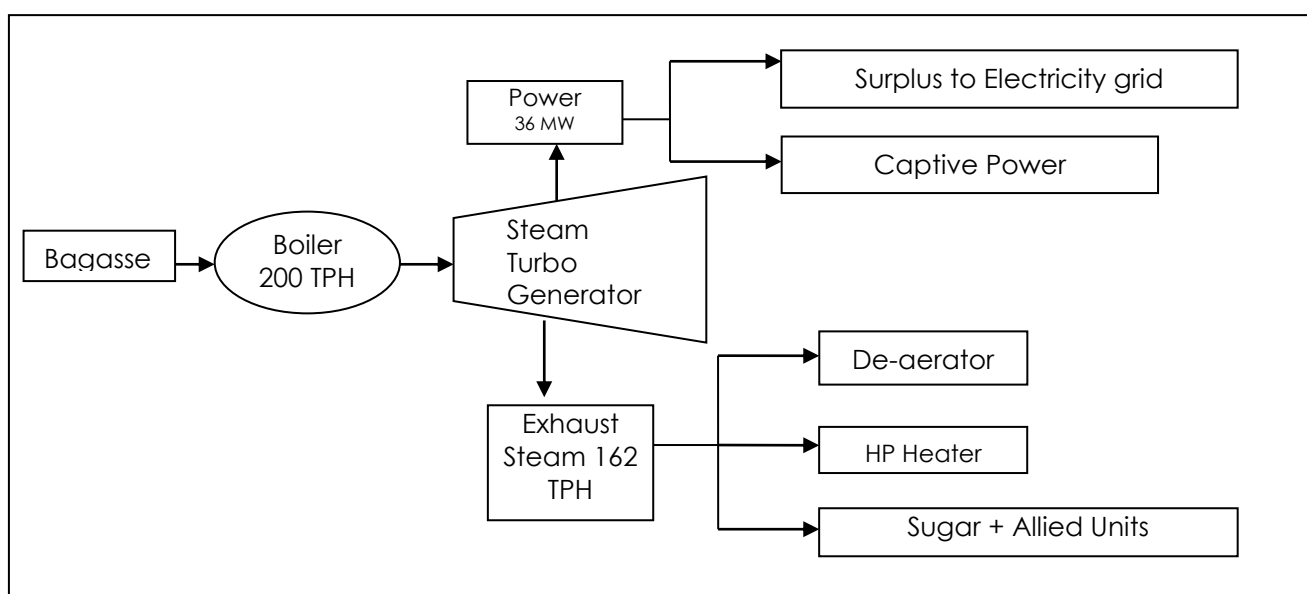 Surplus to Electricity grid
Power
36 MW
Captive Power
Bagasse
Boiler
200 TPH
Steam
Turbo
Generator
De-aerator
HP Heater
Sugar + Allied Units
Exhaust
Steam 162
TPH